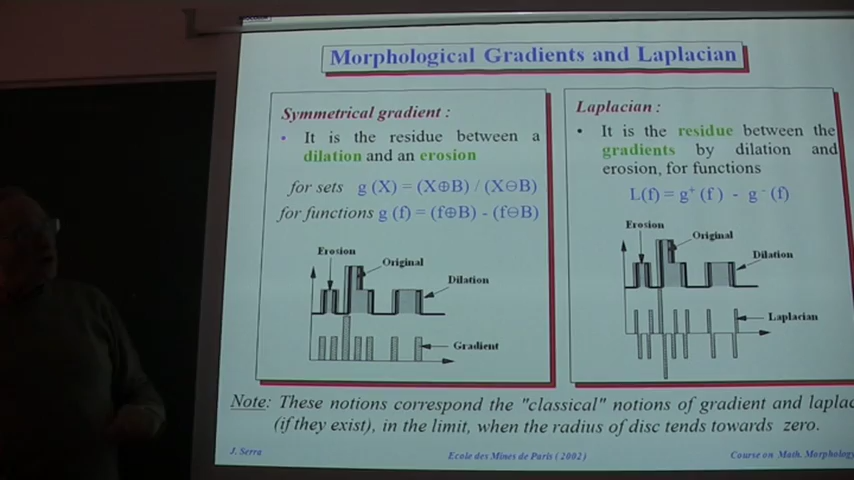 Morphological Gradients and Laplacian
Symmetrical gradient :
• It is the residue between a
dilation and an erosion
for sets g (X) = (X⊕B) / (X⊖B)
for functions g (f) = (f⊕B) - (f⊖B)
Erosion
Original
Dilation
Gradient
Laplacian :
• It is the residue between the
gradients by dilation and
erosion, for functions
L(f) = g⁺ (f ) - g⁻ (f)
Erosion
Original
Dilation
Laplacian
Note: These notions correspond the "classical" notions of gradient and laplac
(if they exist), in the limit, when the radius of disc tends towards zero.
J. Serra
Ecole des Mines de Paris ( 2002 )
Course on Math. Morphology